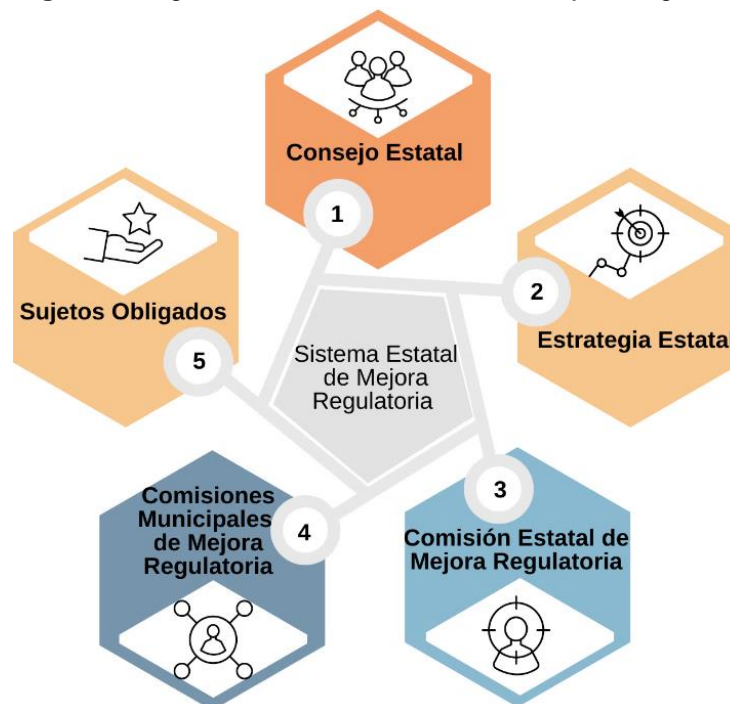 Consejo Estatal
1
2
Estrategia Estatal
3
Comisión Estatal de
Mejora Regulatoria
4
Comisiones
Municipales
de Mejora
Regulatoria
5
Sujetos Obligados
Sistema Estatal
de Mejora
Regulatoria